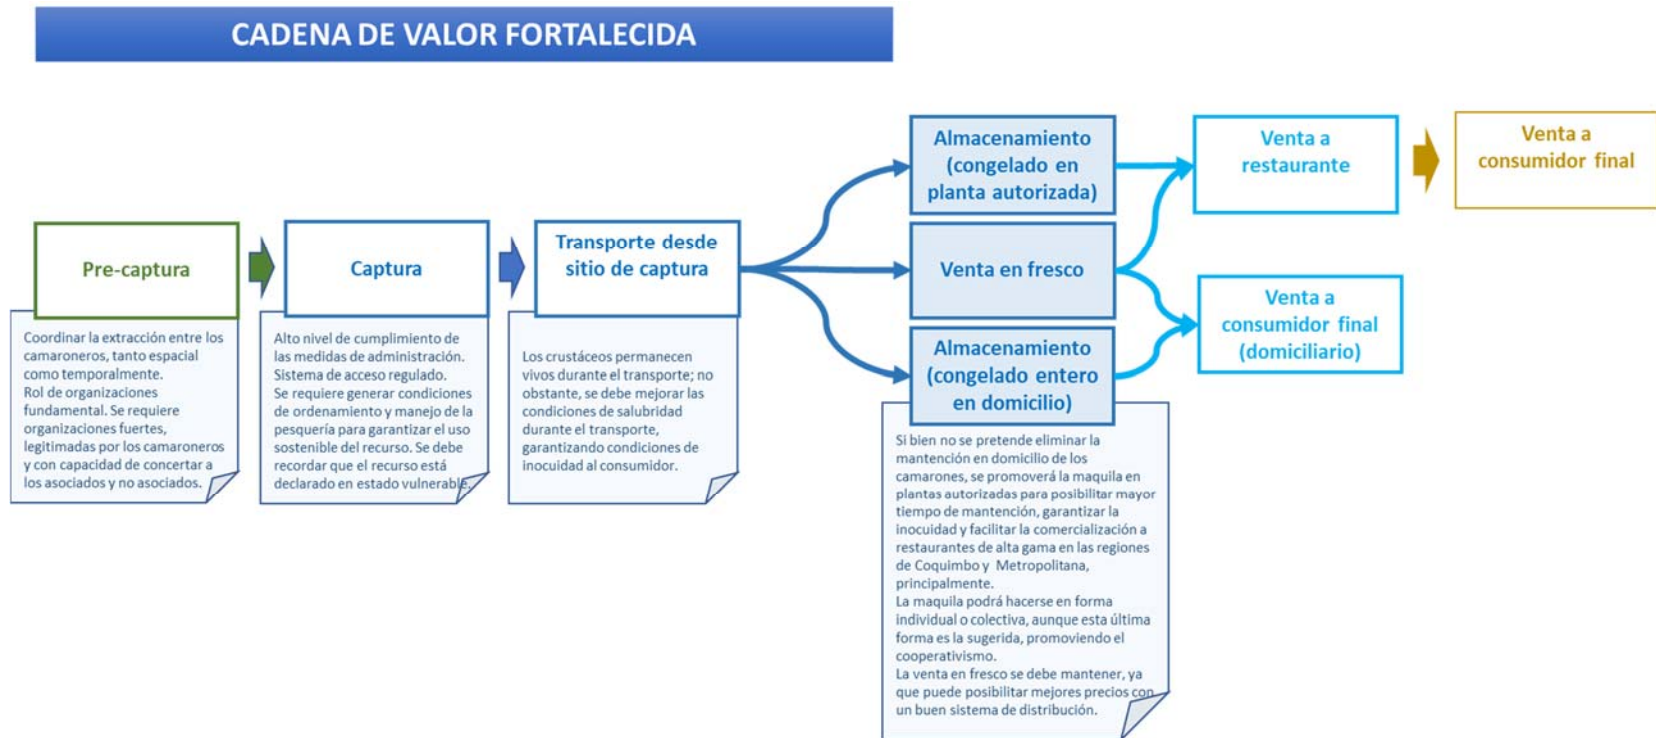 CADENA DE VALOR FORTALECIDA
Pre-captura
Coordinar la extracción entre los
camaroneros, tanto espacial
como temporalmente.
Rol de organizaciones
fundamental. Se requiere
organizaciones fuertes,
legitimadas por los camaroneros
y con capacidad de concertar a
los asociados y no asociados.
Captura
Alto nivel de cumplimiento de
las medidas de administración.
Sistema de acceso regulado.
Se requiere generar condiciones
de ordenamiento y manejo de la
pesquería para garantizar el uso
sostenible del recurso. Se debe
recordar que el recurso está
declarado en estado vulnerable.
Transporte desde
sitio de captura
Los crustáceos permanecen
vivos durante el transporte; no
obstante, se debe mejorar las
condiciones de salubridad
durante el transporte,
garantizando condiciones de
inocuidad al consumidor.
Almacenamiento
(congelado en
planta autorizada)
Venta en fresco
Almacenamiento
(congelado entero
en domicilio)
Si bien no se pretende eliminar la
mantención en domicilio de los
camarones, se promoverá la maquila en
plantas autorizadas para posibilitar mayor
tiempo de mantención, garantizar la
inocuidad y facilitar la comercialización a
restaurantes de alta gama en las regiones
de Coquimbo y Metropolitana,
principalmente.
La maquila podrá hacerse en forma
individual o colectiva, aunque esta última
forma es la sugerida, promoviendo el
cooperativismo.
La venta en fresco se debe mantener, ya
que puede posibilitar mejores precios con
un buen sistema de distribución.
Venta a
restaurante
Venta a
consumidor final
(domiciliario)
Venta a
consumidor final